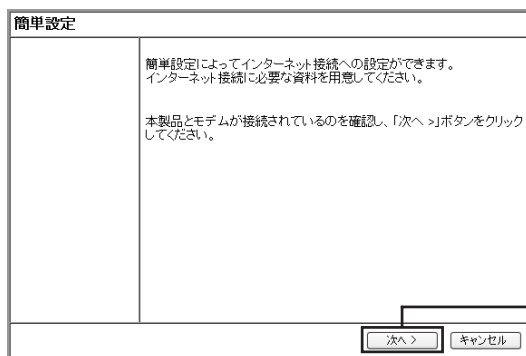 簡単設定
簡単設定によってインターネット接続への設定ができます。
インターネット接続に必要な資料を用意してください。
本製品とモデムが接続されているのを確認し、「次へ >」ボタンをクリック
してください。
次へ >
キャンセル